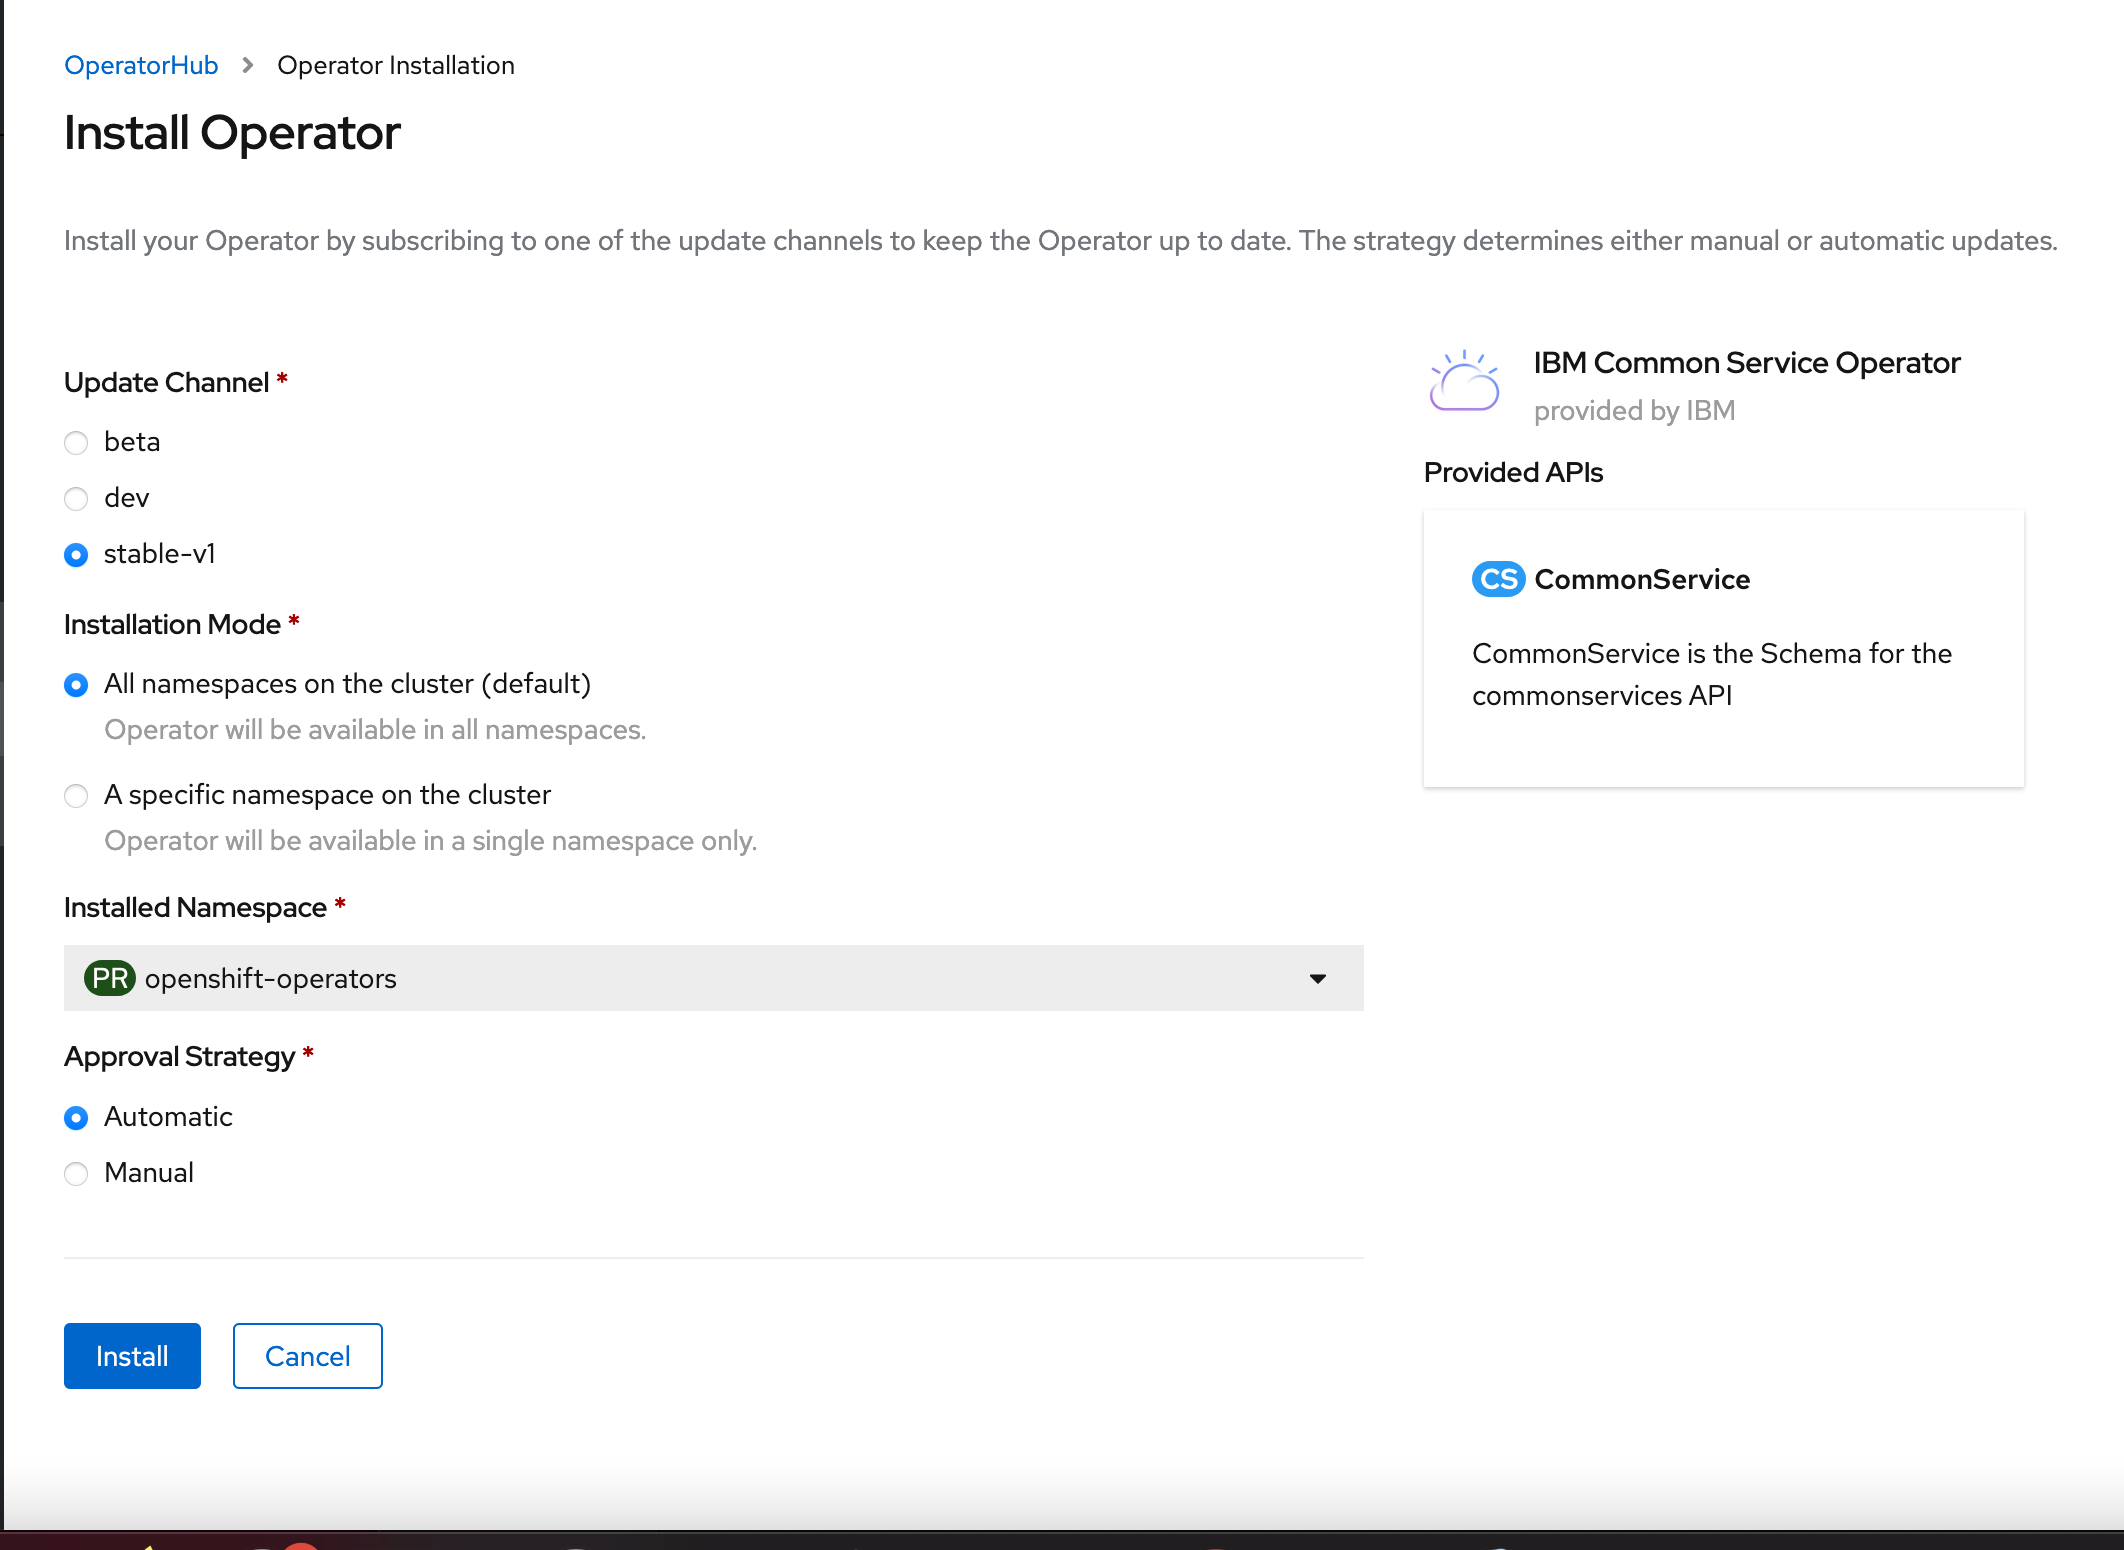 OperatorHub > Operator Installation
Install Operator
Install your Operator by subscribing to one of the update channels to keep the Operator up to date. The strategy determines either manual or automatic updates.
Update Channel *
beta
dev
stable-v1
Installation Mode *
All namespaces on the cluster (default)
Operator will be available in all namespaces.
A specific namespace on the cluster
Operator will be available in a single namespace only.
Installed Namespace *
PR openshift-operators
Approval Strategy *
Automatic
Manual
Install Cancel
IBM Common Service Operator
provided by IBM
Provided APIs
CS CommonService
CommonService is the Schema for the
commonservices API